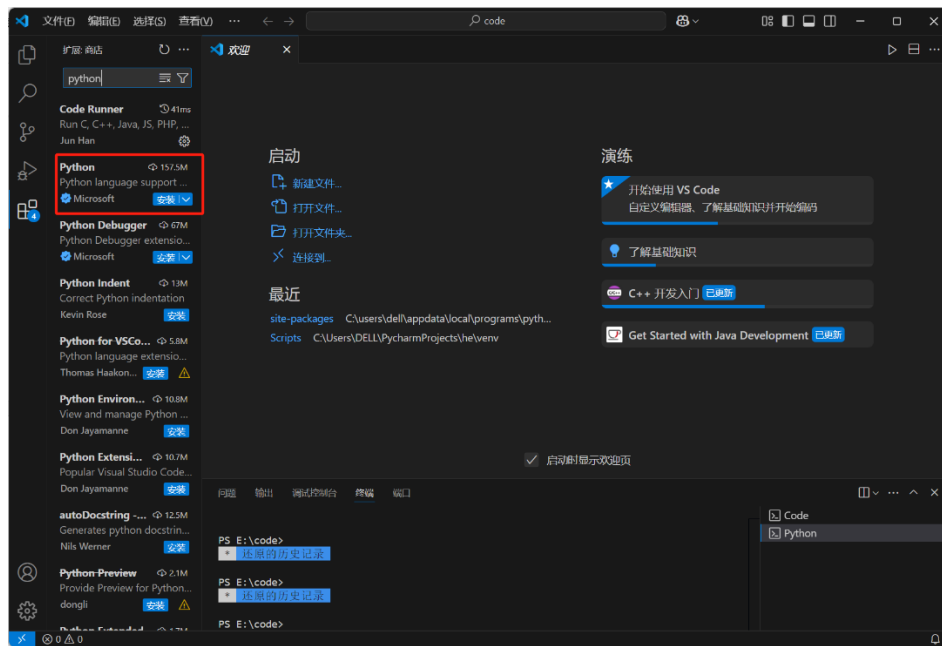 文件(F) 编辑(E) 选择(S) 查看(V) ··· code
扩展: 商店
python
Code Runner 41ms
Run C, C++, Java, JS, PHP, ...
Jun Han
Python 157.5M
Python language support ...
Microsoft 安装
Python Debugger 67M
Python Debugger extensio...
Microsoft 安装
Python Indent 13M
Correct Python indentation
Kevin Rose 安装
Python for VSCo... 5.8M
Python language extensio...
Thomas Haakon... 安装
Python Environ... 10.8M
View and manage Python ...
Don Jayamanne 安装
Python Extensi... 10.7M
Popular Visual Studio Code...
Don Jayamanne 安装
autoDocstring -... 12.5M
Generates python docstrin...
Nils Werner 安装
Python Preview 2.1M
Provide Preview for Python...
dongli 安装
Python Extended 1.7M
4
欢迎
启动
新建文件...
打开文件...
打开文件夹...
连接到...
最近
site-packages C:\users\dell\appdata\local\programs\pyth...
Scripts C:\Users\DELL\PycharmProjects\he\venv
演练
开始使用 VS Code
自定义编辑器、了解基础知识并开始编码
了解基础知识
C++ 开发入门 已更新
Get Started with Java Development 已更新
启动时显示欢迎页
问题 输出 调试控制台 终端 端口
PS E:\code>
* 还原的历史记录
PS E:\code>
* 还原的历史记录
PS E:\code>
Code
Python
0 0